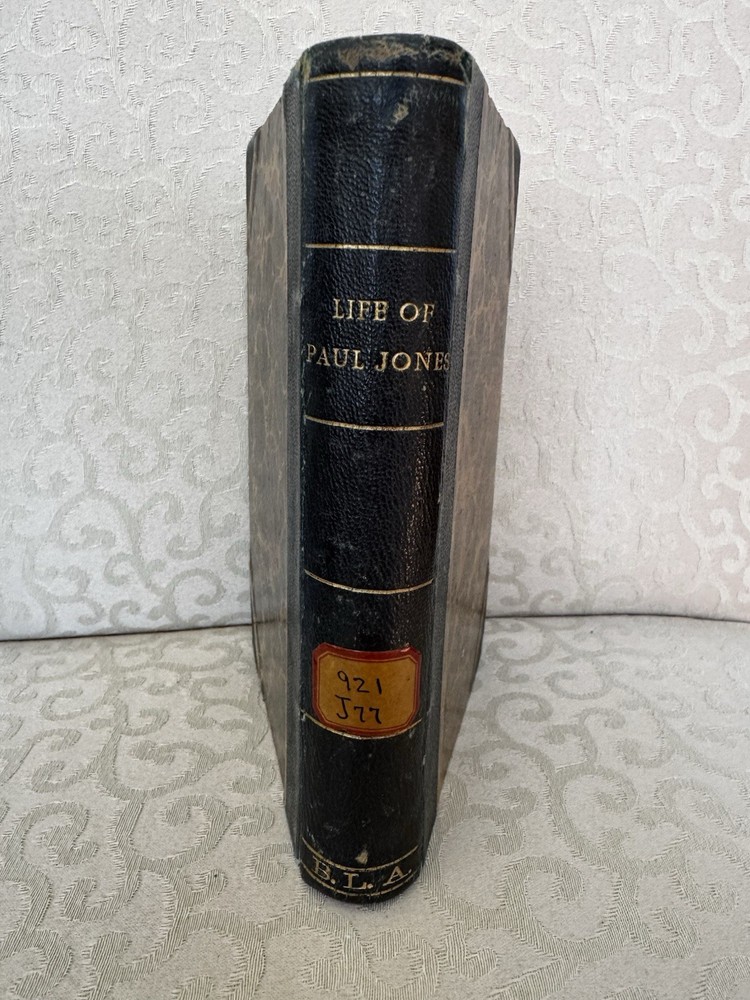 LIFE OF
PAUL JONES
921
J77
B. L. A.